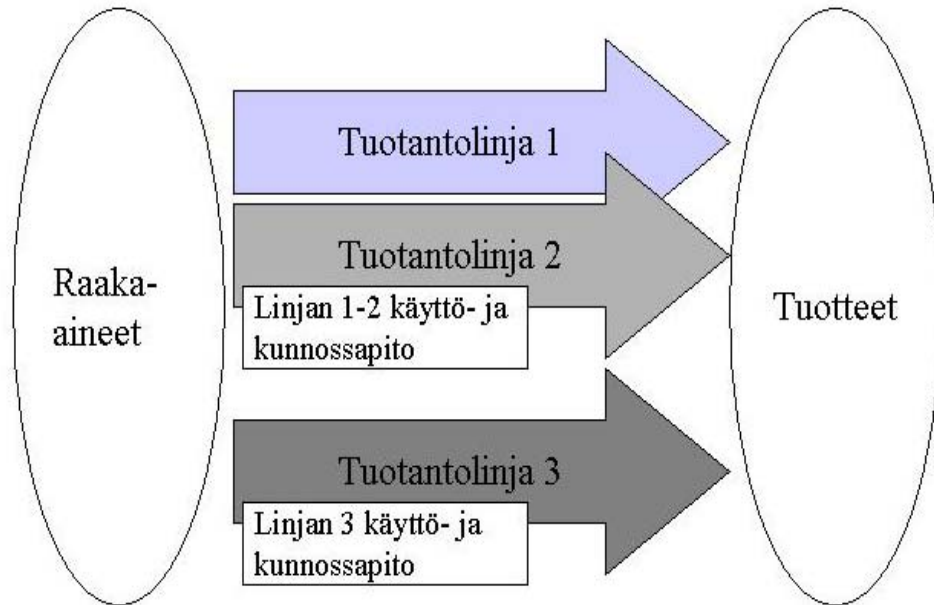 Raaka-
aineet
Tuotantolinja 1
Tuotantolinja 2
Linjan 1-2 käyttö- ja
kunnossapito
Tuotantolinja 3
Linjan 3 käyttö- ja
kunnossapito
Tuotteet